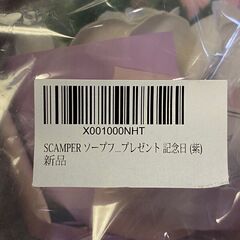 X001000NHT
SCAMPER ソープフ...プレゼント 記念日 (紫)
新品